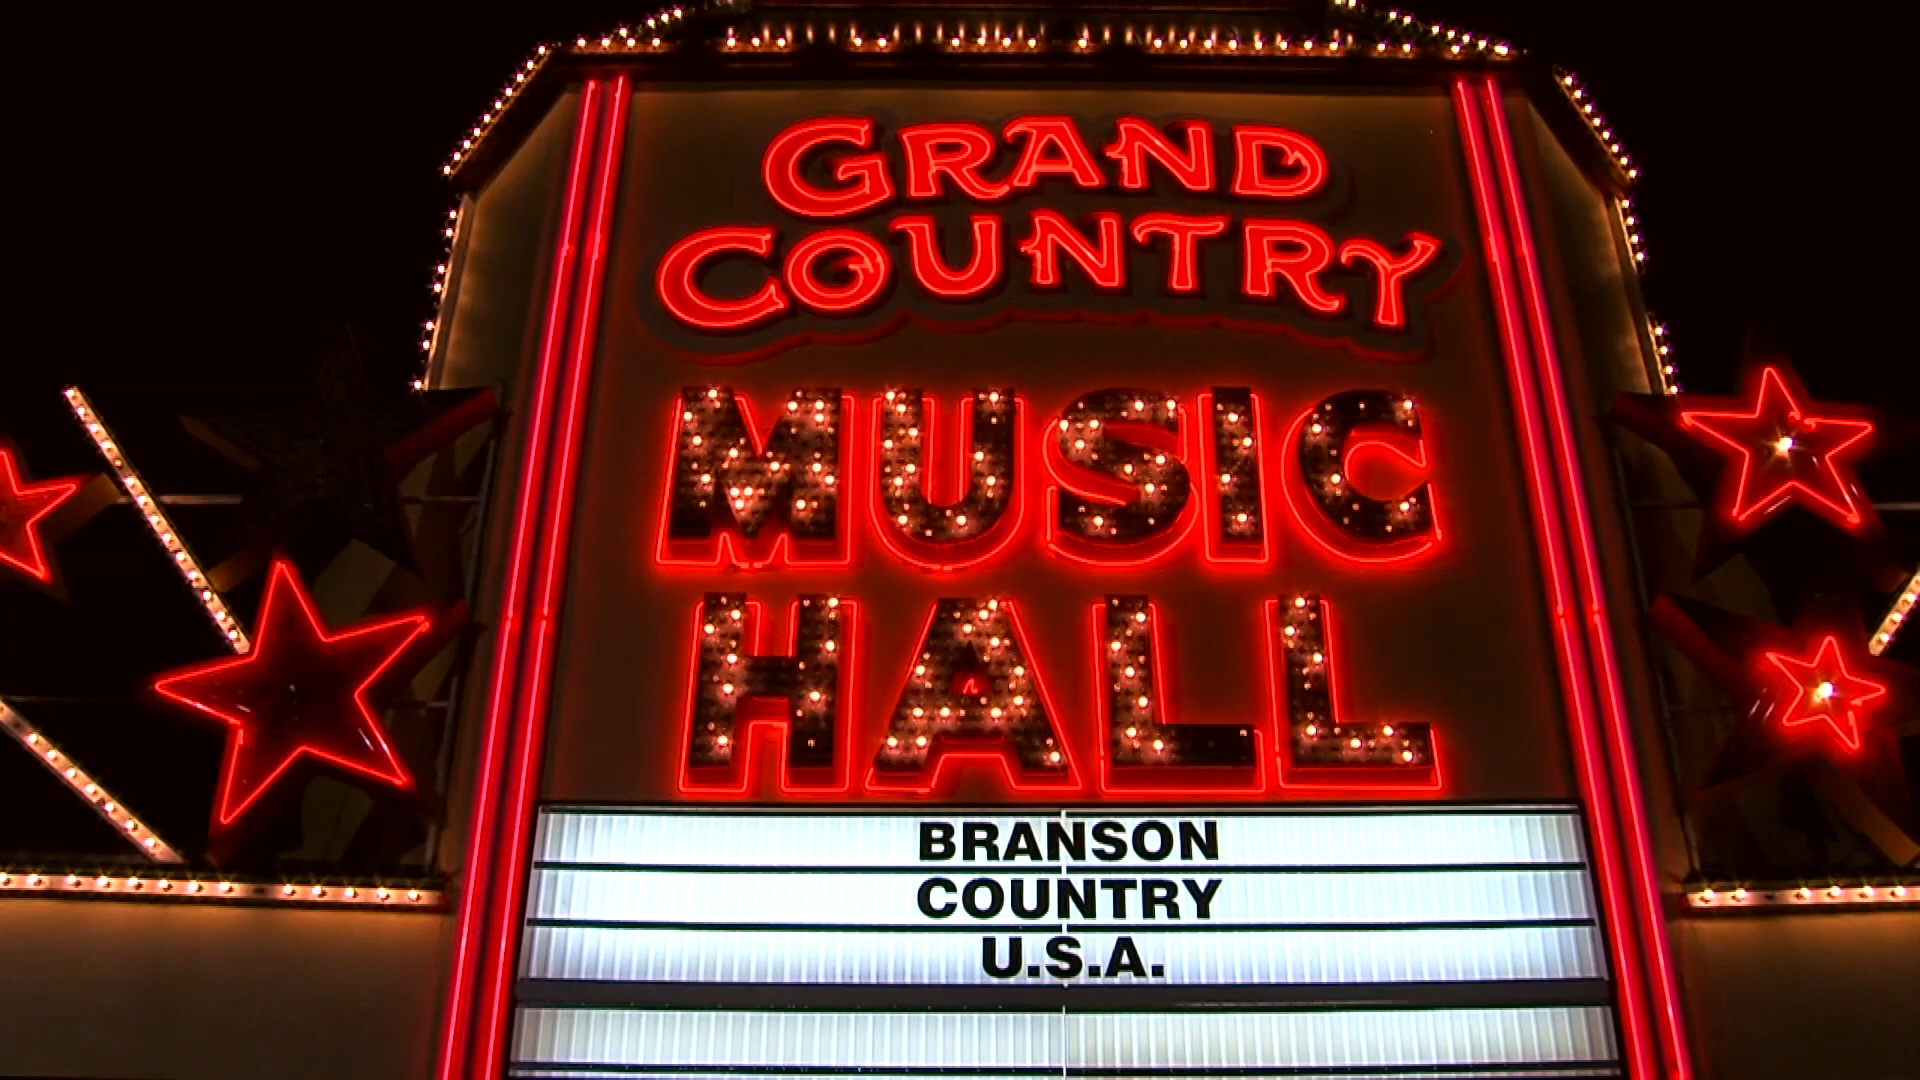 GRAND
COUNTRY
MUSIC
HALL
BRANSON
COUNTRY
U.S.A.